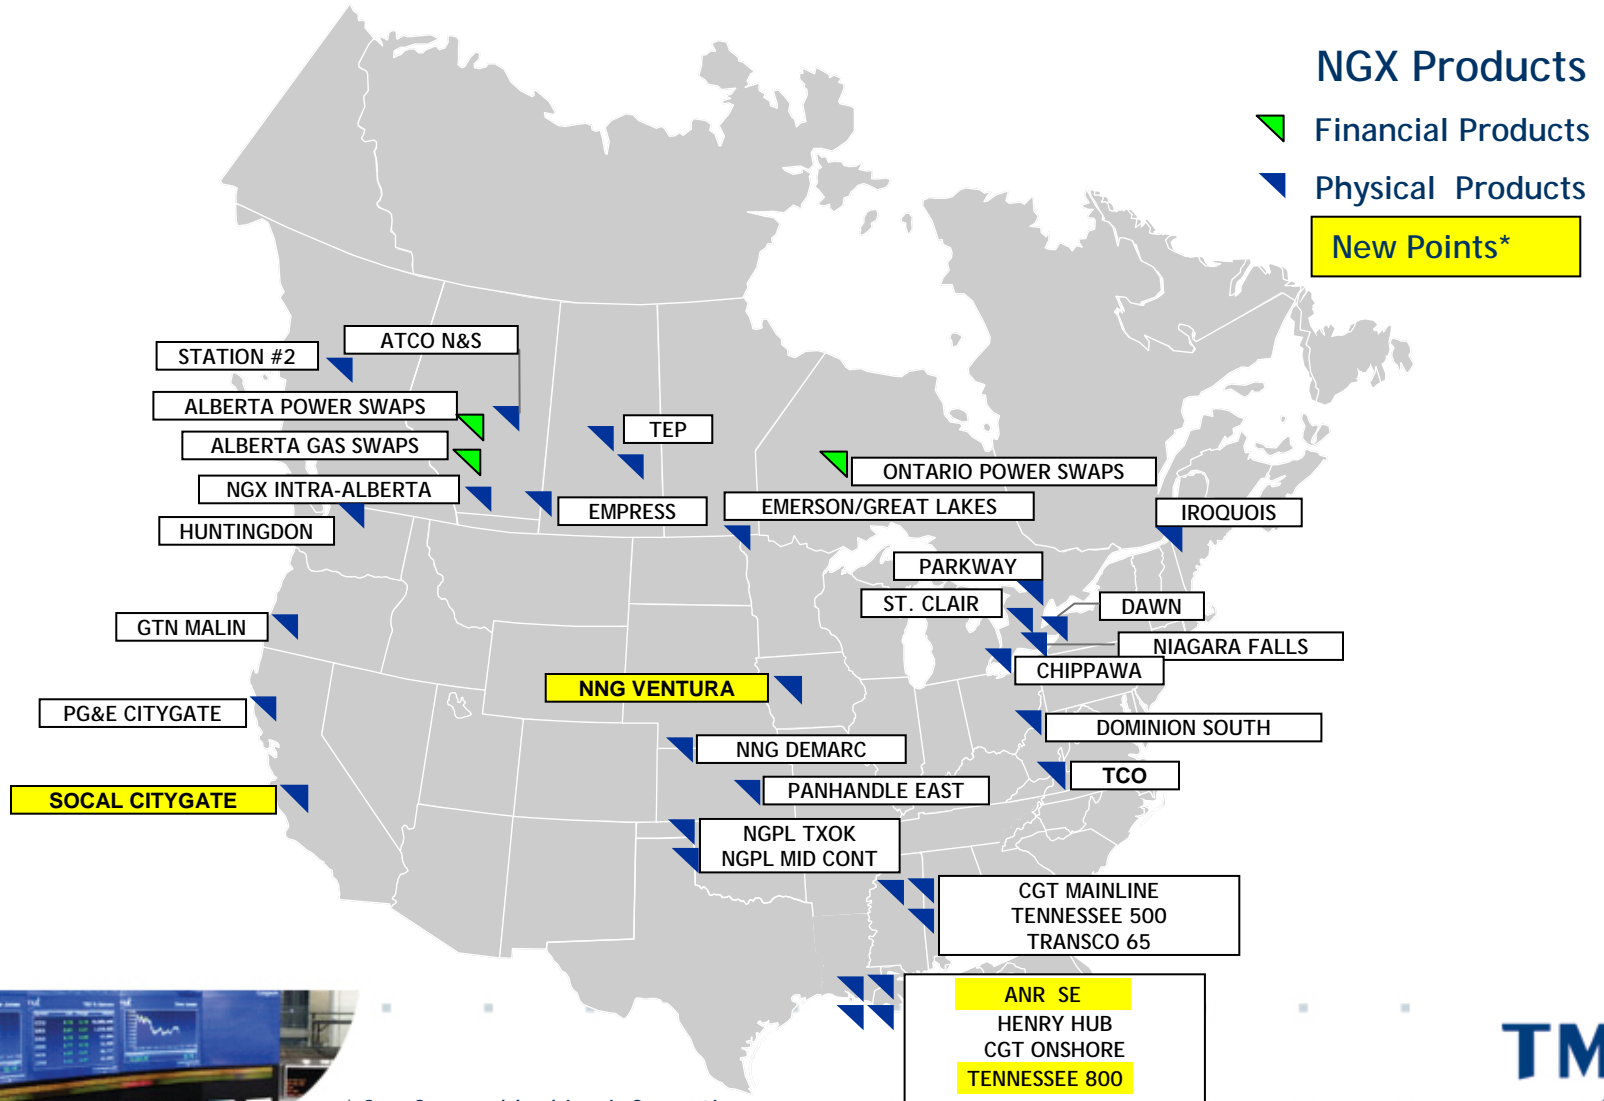 NGX Products
Financial Products
Physical Products
New Points*
ATCO N&S
STATION #2
ALBERTA POWER SWAPS
TEP
ALBERTA GAS SWAPS
ONTARIO POWER SWAPS
NGX INTRA-ALBERTA
EMPRESS
EMERSON/GREAT LAKES
IROQUOIS
HUNTINGDON
PARKWAY
ST. CLAIR
DAWN
GTN MALIN
NIAGARA FALLS
CHIPPAWA
NNG VENTURA
PG&E CITYGATE
DOMINION SOUTH
NNG DEMARC
TCO
PANHANDLE EAST
SOCAL CITYGATE
NGPL TXOK
NGPL MID CONT
CGT MAINLINE
TENNESSEE 500
TRANSCO 65
ANR SE
HENRY HUB
CGT ONSHORE
TENNESSEE 800
TM